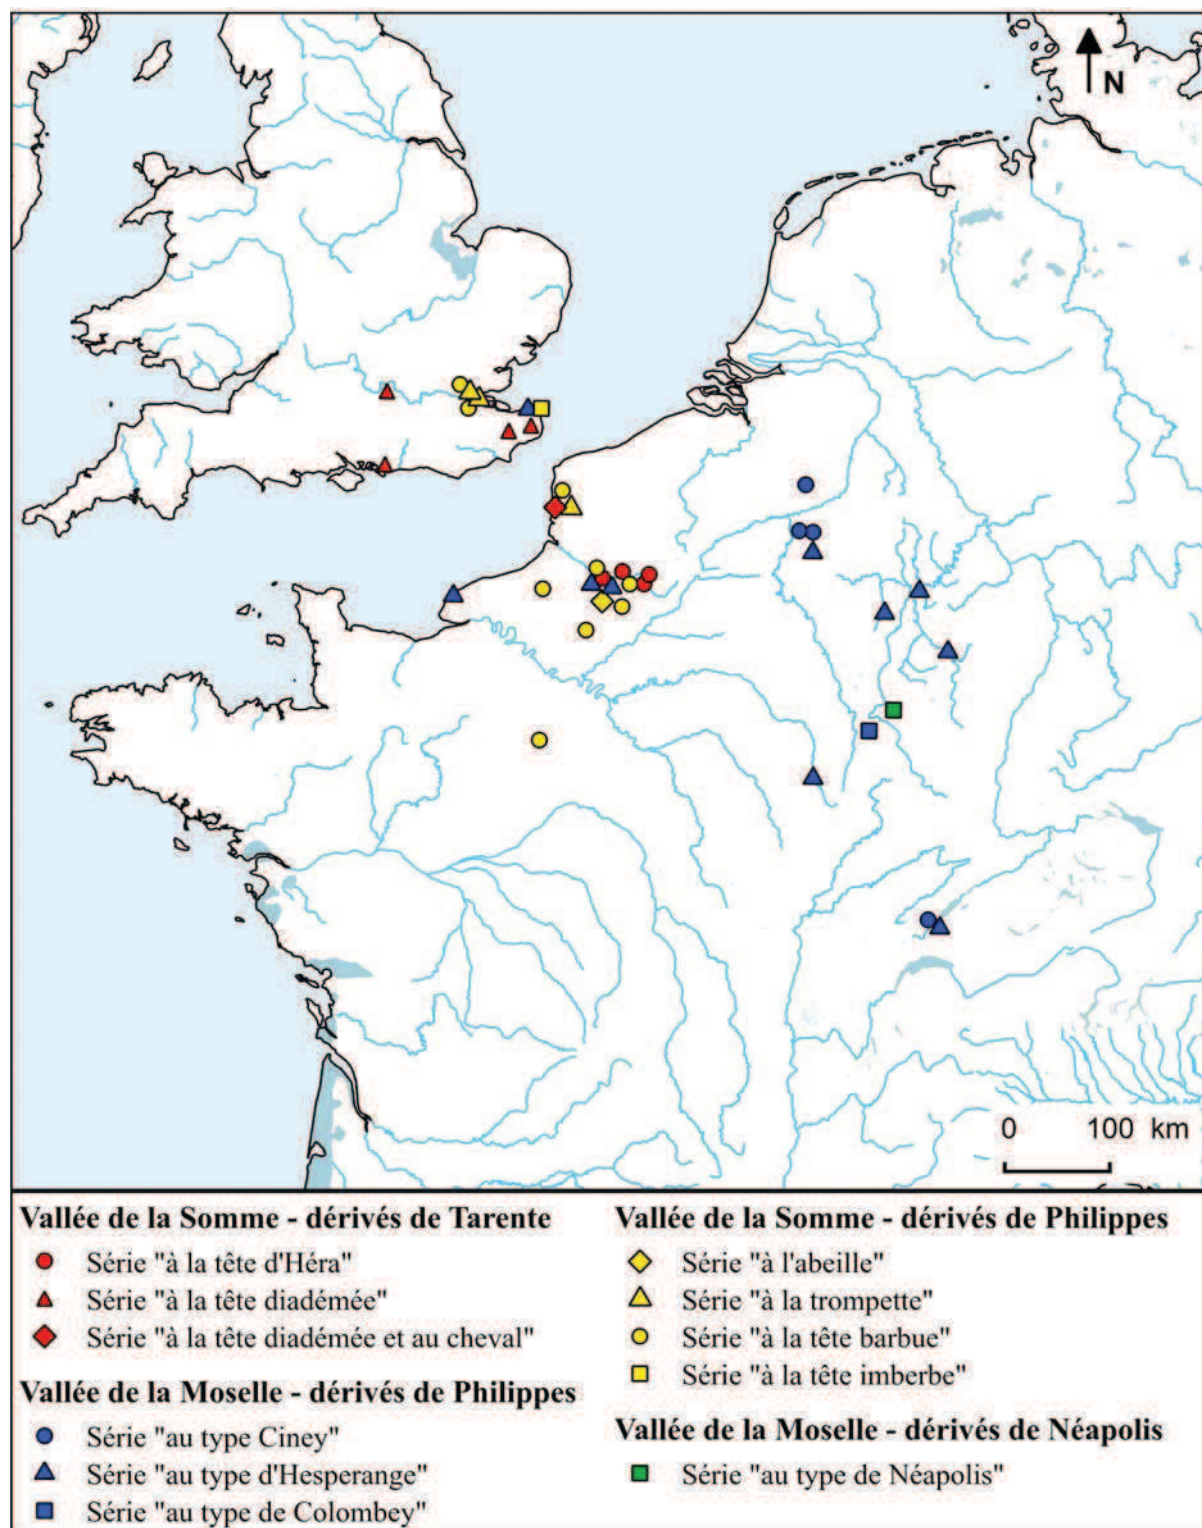 N
0 100 km
Vallée de la Somme - dérivés de Tarente
Série "à la tête d'Héra"
Série "à la tête diadémée"
Série "à la tête diadémée et au cheval"
Vallée de la Moselle - dérivés de Philippes
Série "au type Ciney"
Série "au type d'Hesperange"
Série "au type de Colombey"
Vallée de la Somme - dérivés de Philippes
Série "à l'abeille"
Série "à la trompette"
Série "à la tête barbue"
Série "à la tête imberbe"
Vallée de la Moselle - dérivés de Néapolis
Série "au type de Néapolis"